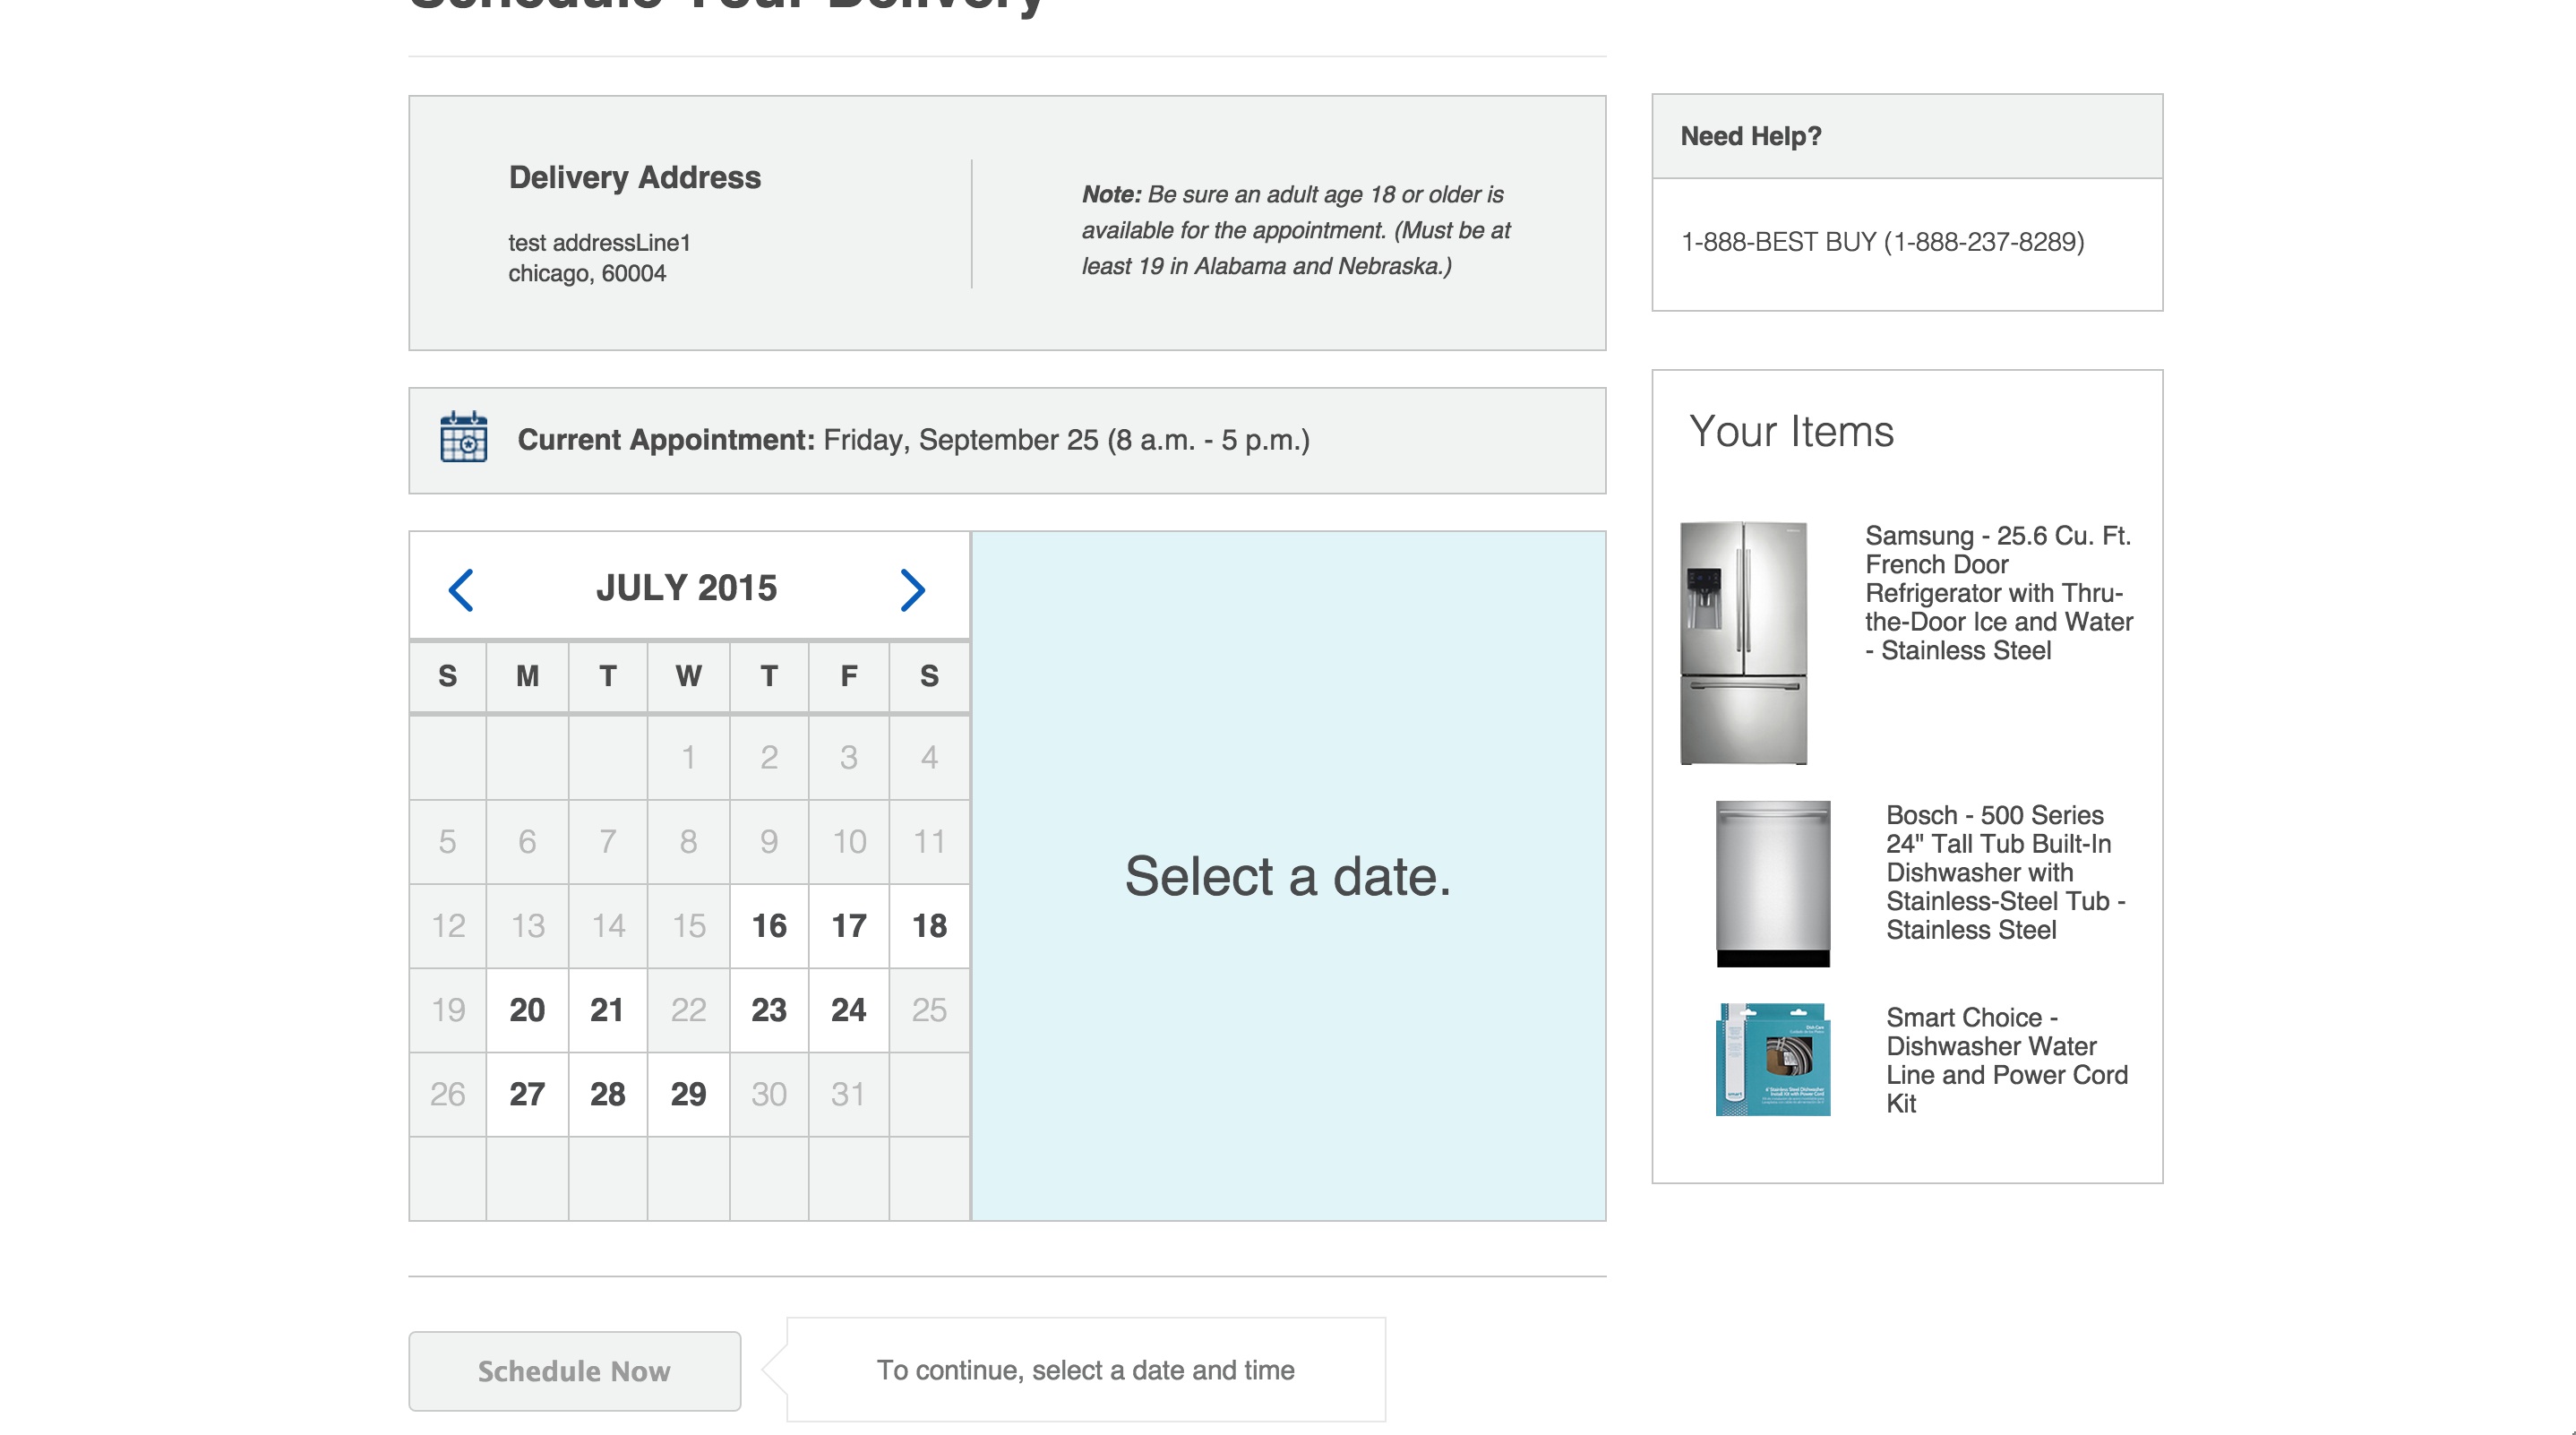 Schedule Your Delivery
Delivery Address
test addressLine1
chicago, 60004
Note: Be sure an adult age 18 or older is
available for the appointment. (Must be at
least 19 in Alabama and Nebraska.)
Current Appointment: Friday, September 25 (8 a.m. - 5 p.m.)
JULY 2015
S M T W T F S
1 2 3 4
5 6 7 8 9 10 11
12 13 14 15 16 17 18
19 20 21 22 23 24 25
26 27 28 29 30 31
Select a date.
Schedule Now
To continue, select a date and time
Need Help?
1-888-BEST BUY (1-888-237-8289)
Your Items
Samsung - 25.6 Cu. Ft.
French Door
Refrigerator with Thru-
the-Door Ice and Water
- Stainless Steel
Bosch - 500 Series
24" Tall Tub Built-In
Dishwasher with
Stainless-Steel Tub -
Stainless Steel
smart
Smart Choice -
Dishwasher Water
Line and Power Cord
Kit